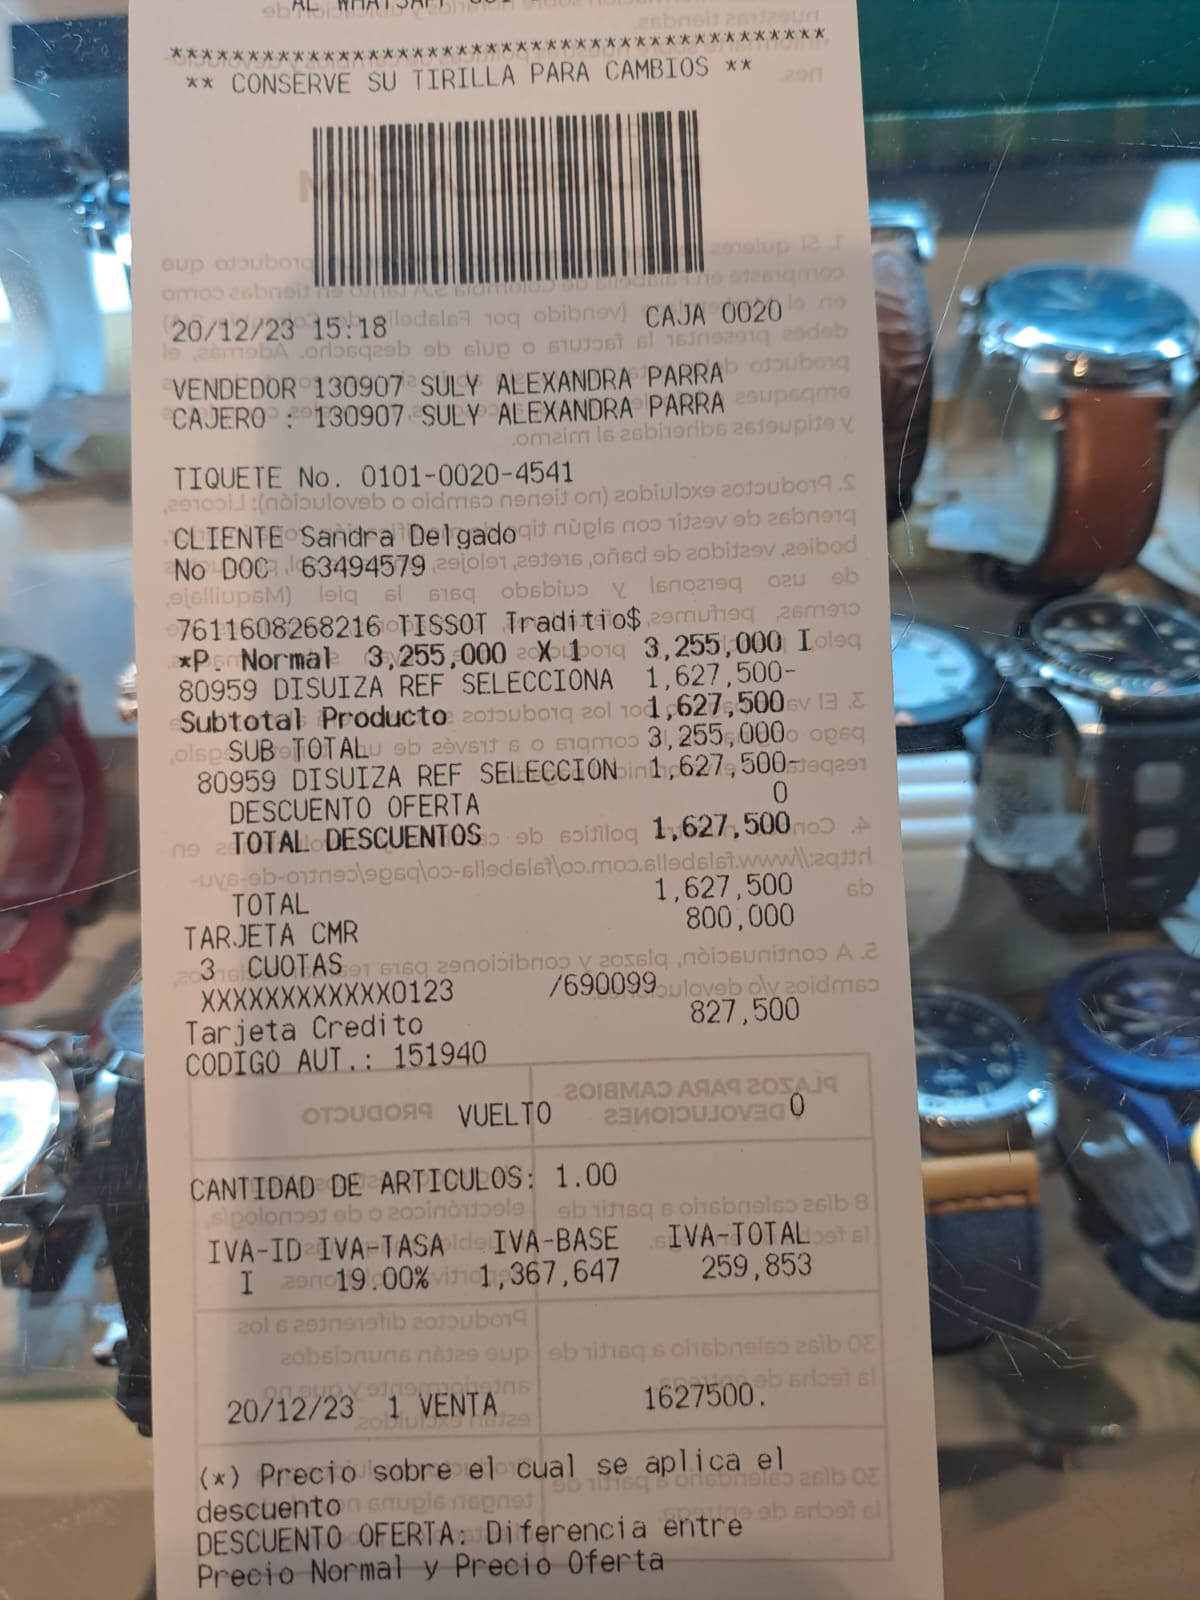 AL WHATSAPP
*******************************************
** CONSERVE SU TIRILLA PARA CAMBIOS **
20/12/23 15:18 CAJA 0020
VENDEDOR 130907 SULY ALEXANDRA PARRA
CAJERO : 130907 SULY ALEXANDRA PARRA
TIQUETE No. 0101-0020-4541
CLIENTE Sandra Delgado
No DOC 63494579
7611608268216 TISSOT Traditio$
*P. Normal 3,255,000 X 1 3,255,000 I
80959 DISUIZA REF SELECCIONA 1,627,500-
Subtotal Producto 1,627,500
SUB TOTAL 3,255,000
80959 DISUIZA REF SELECCION 1,627,500-
DESCUENTO OFERTA 0
TOTAL DESCUENTOS 1,627,500
TOTAL 1,627,500
TARJETA CMR 800,000
3 CUOTAS
XXXXXXXXXXXX0123 /690099
Tarjeta Credito 827,500
CODIGO AUT.: 151940
VUELTO 0
CANTIDAD DE ARTICULOS: 1.00
IVA-ID IVA-TASA IVA-BASE IVA-TOTAL
I 19.00% 1,367,647 259,853
20/12/23 1 VENTA 1627500.
(*) Precio sobre el cual se aplica el
descuento
DESCUENTO OFERTA: Diferencia entre
Precio Normal y Precio Oferta